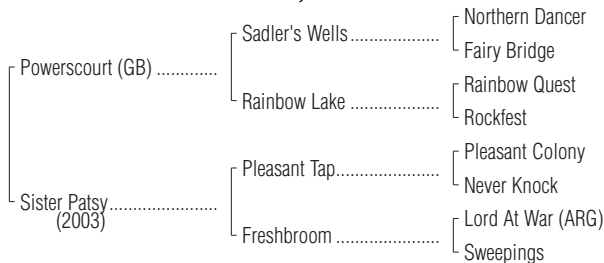 Northern Dancer
Sadler's Wells...................
Fairy Bridge
Powerscourt (GB) .............
Rainbow Quest
Rainbow Lake ...................
Rockfest
Pleasant Colony
Pleasant Tap.....................
Never Knock
Sister Patsy.......................
(2003)
Lord At War (ARG)
Freshbroom ......................
Sweepings